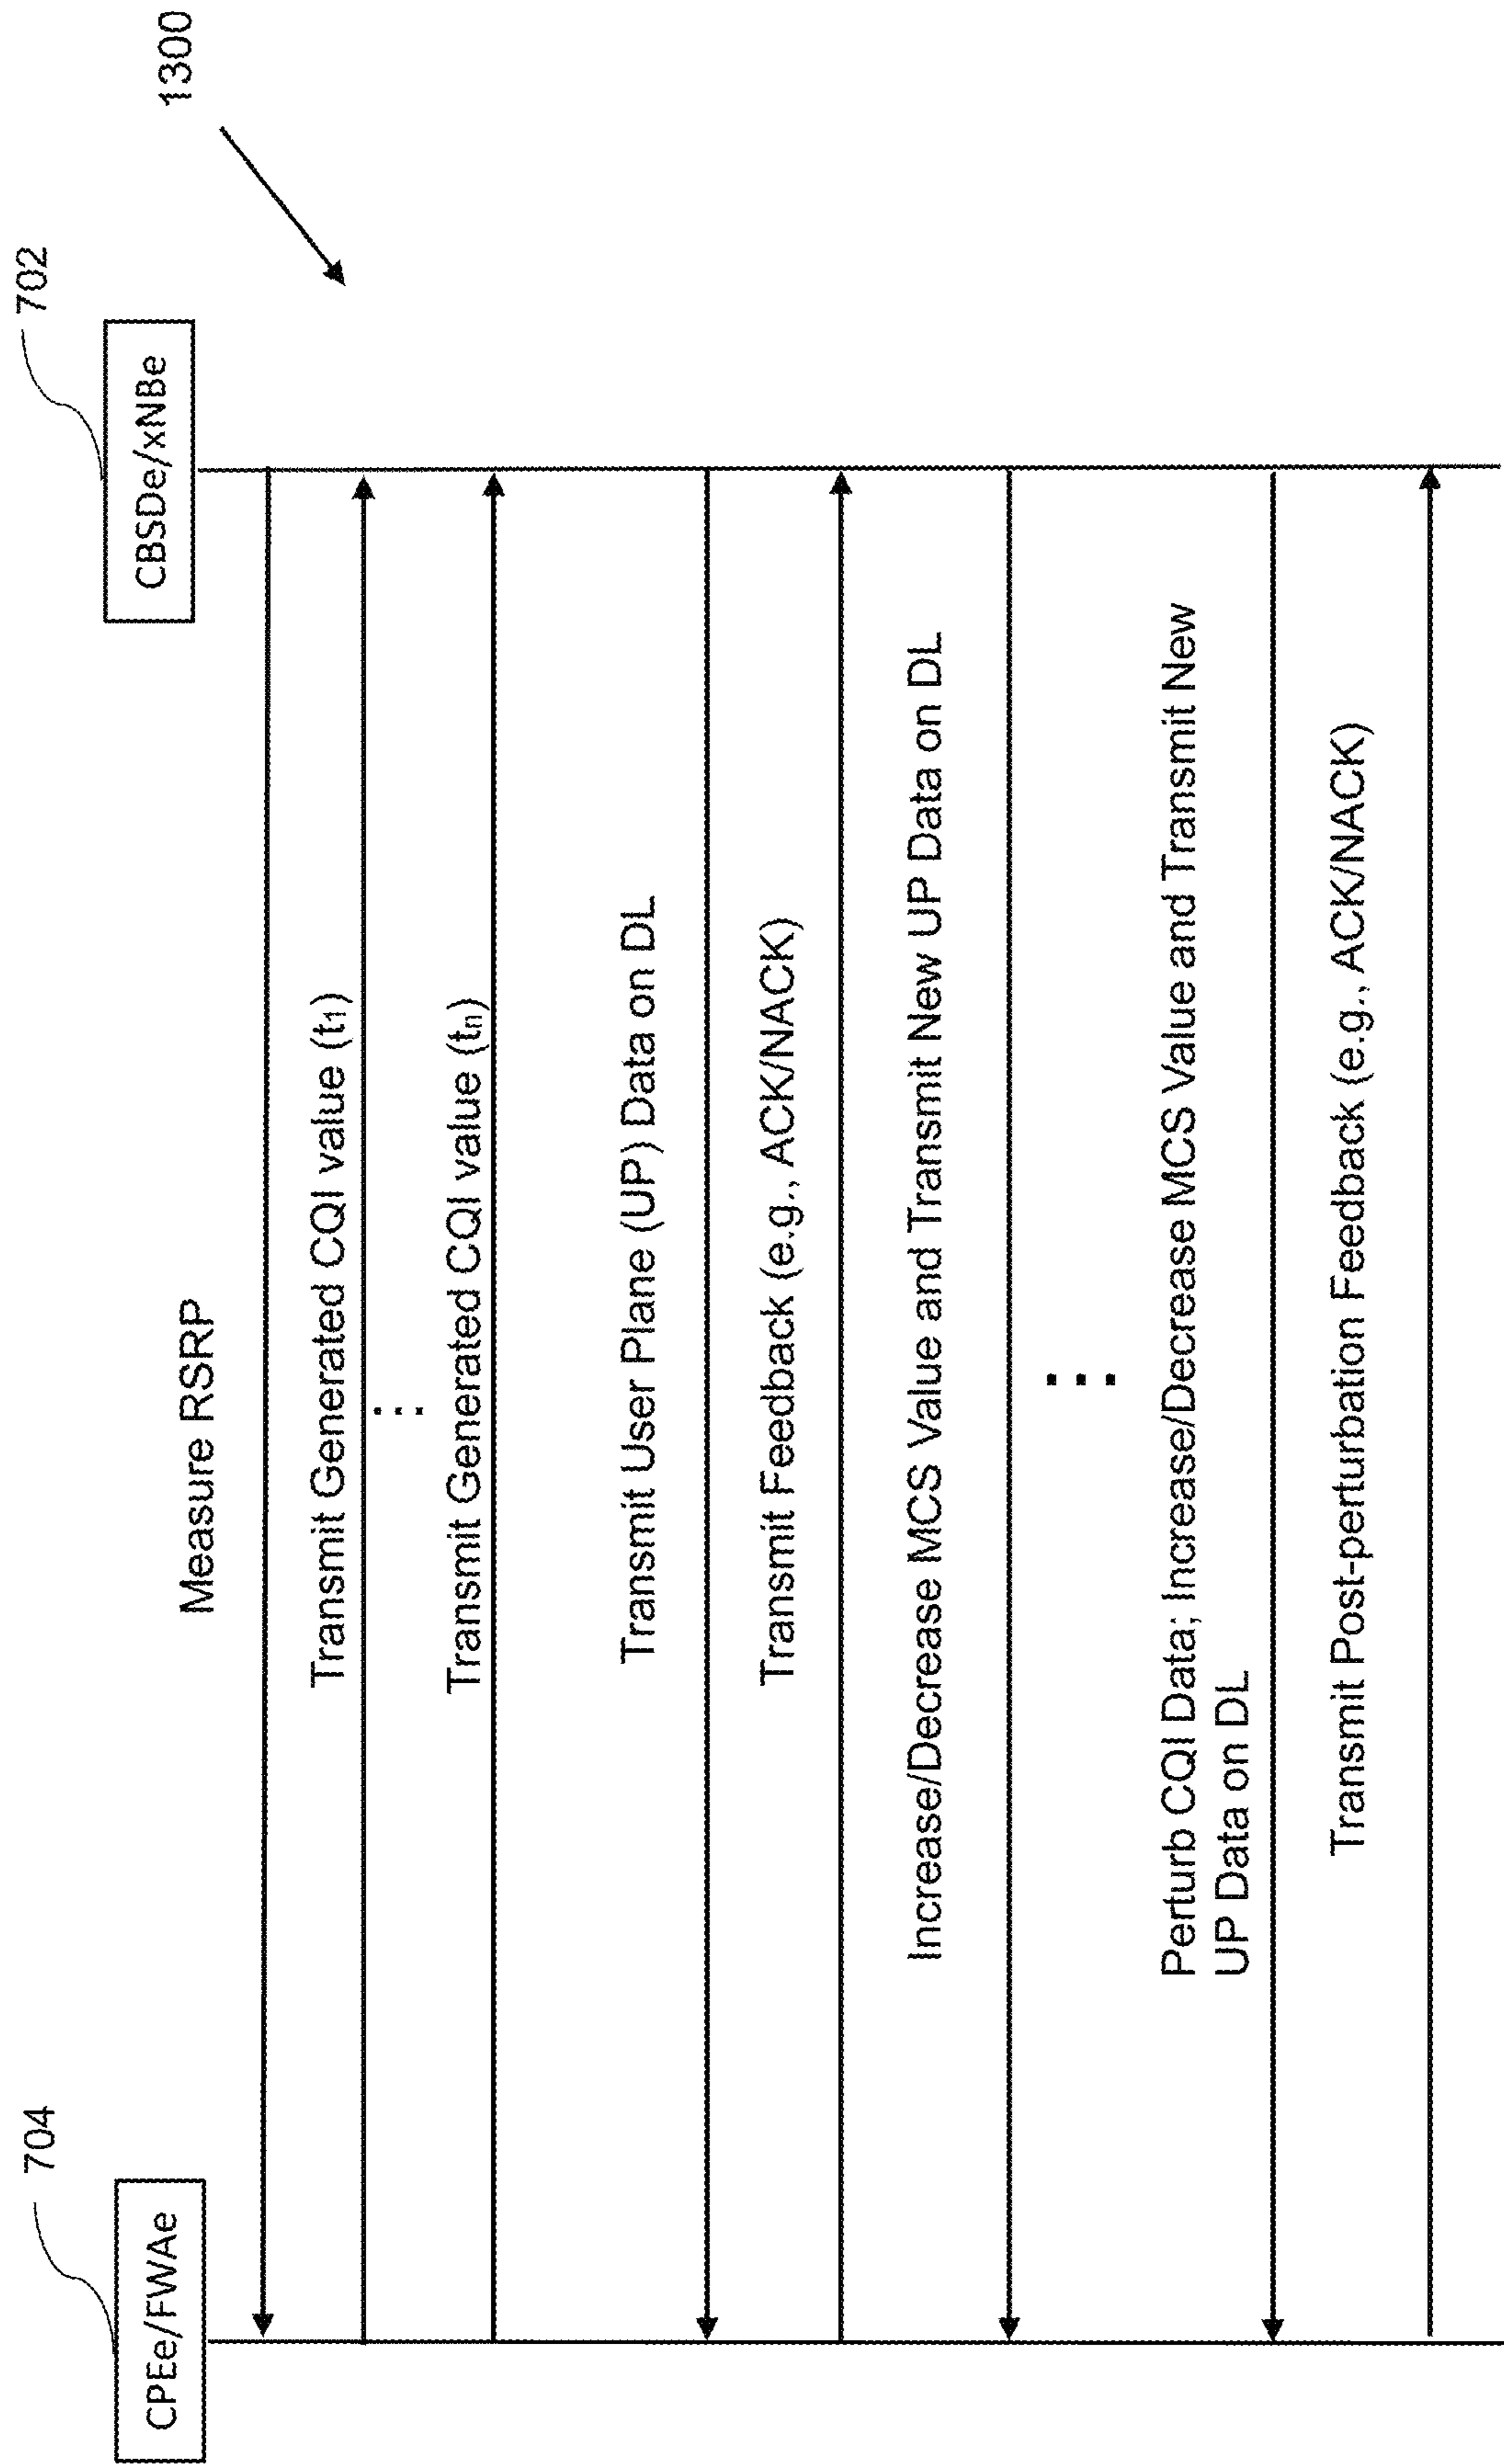 704
CPEe/FWAe
702
CBSDe/xNBe
1300
Measure RSRP
Transmit Generated CQI value (t1)
...
Transmit Generated CQI value (tn)
Transmit User Plane (UP) Data on DL
Transmit Feedback (e.g., ACK/NACK)
Increase/Decrease MCS Value and Transmit New UP Data on DL
...
Perturb CQI Data; Increase/Decrease MCS Value and Transmit New
UP Data on DL
Transmit Post-perturbation Feedback (e.g., ACK/NACK)